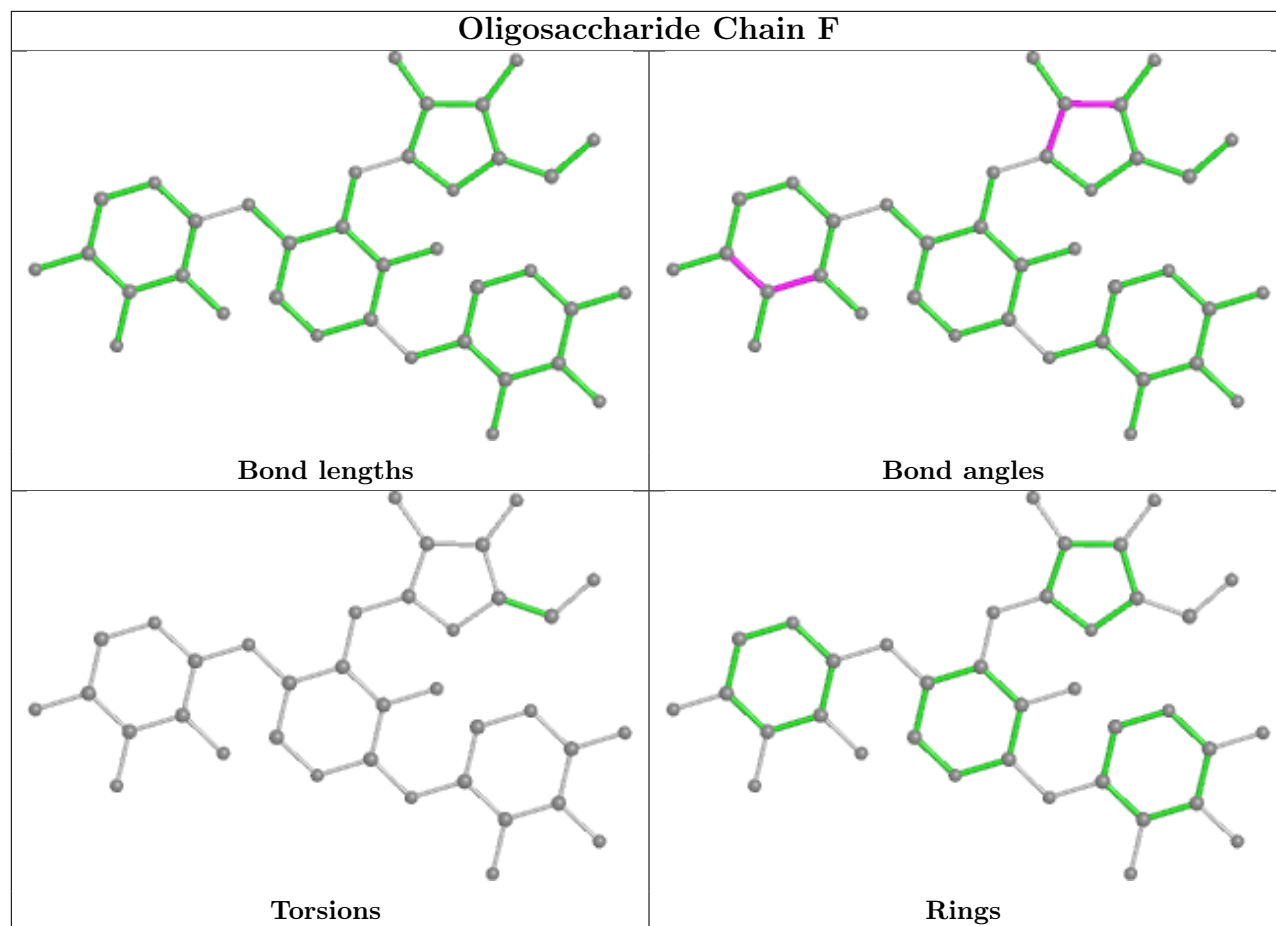 Oligosaccharide Chain F
Bond lengths
Bond angles
Torsions
Rings